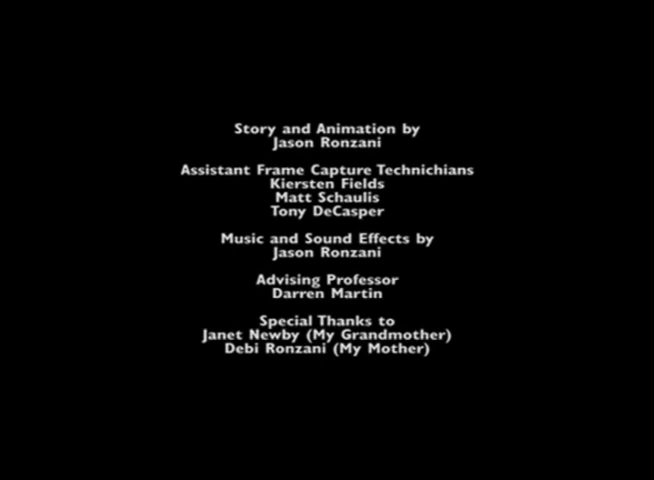 Story and Animation by
Jason Ronzani
Assistant Frame Capture Technichians
Kiersten Fields
Matt Schaulis
Tony DeCasper
Music and Sound Effects by
Jason Ronzani
Advising Professor
Darren Martin
Special Thanks to
Janet Newby (My Grandmother)
Debi Ronzani (My Mother)